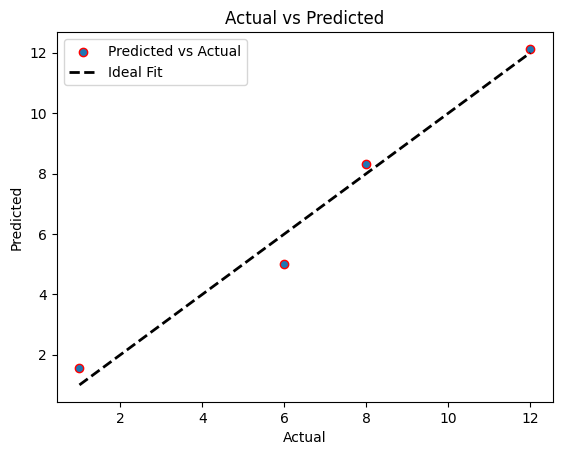 Actual vs Predicted
Predicted vs Actual
Ideal Fit
12
10
8
6
4
2
Predicted
2
4
6
8
10
12
Actual